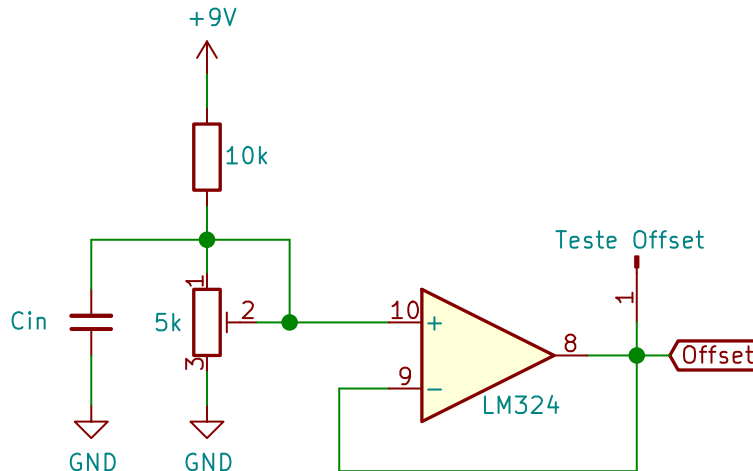 +9V
10k
Teste Offset
1
1
Cin
5k
2
10
+
8
Offset
3
9
−
LM324
GND
GND